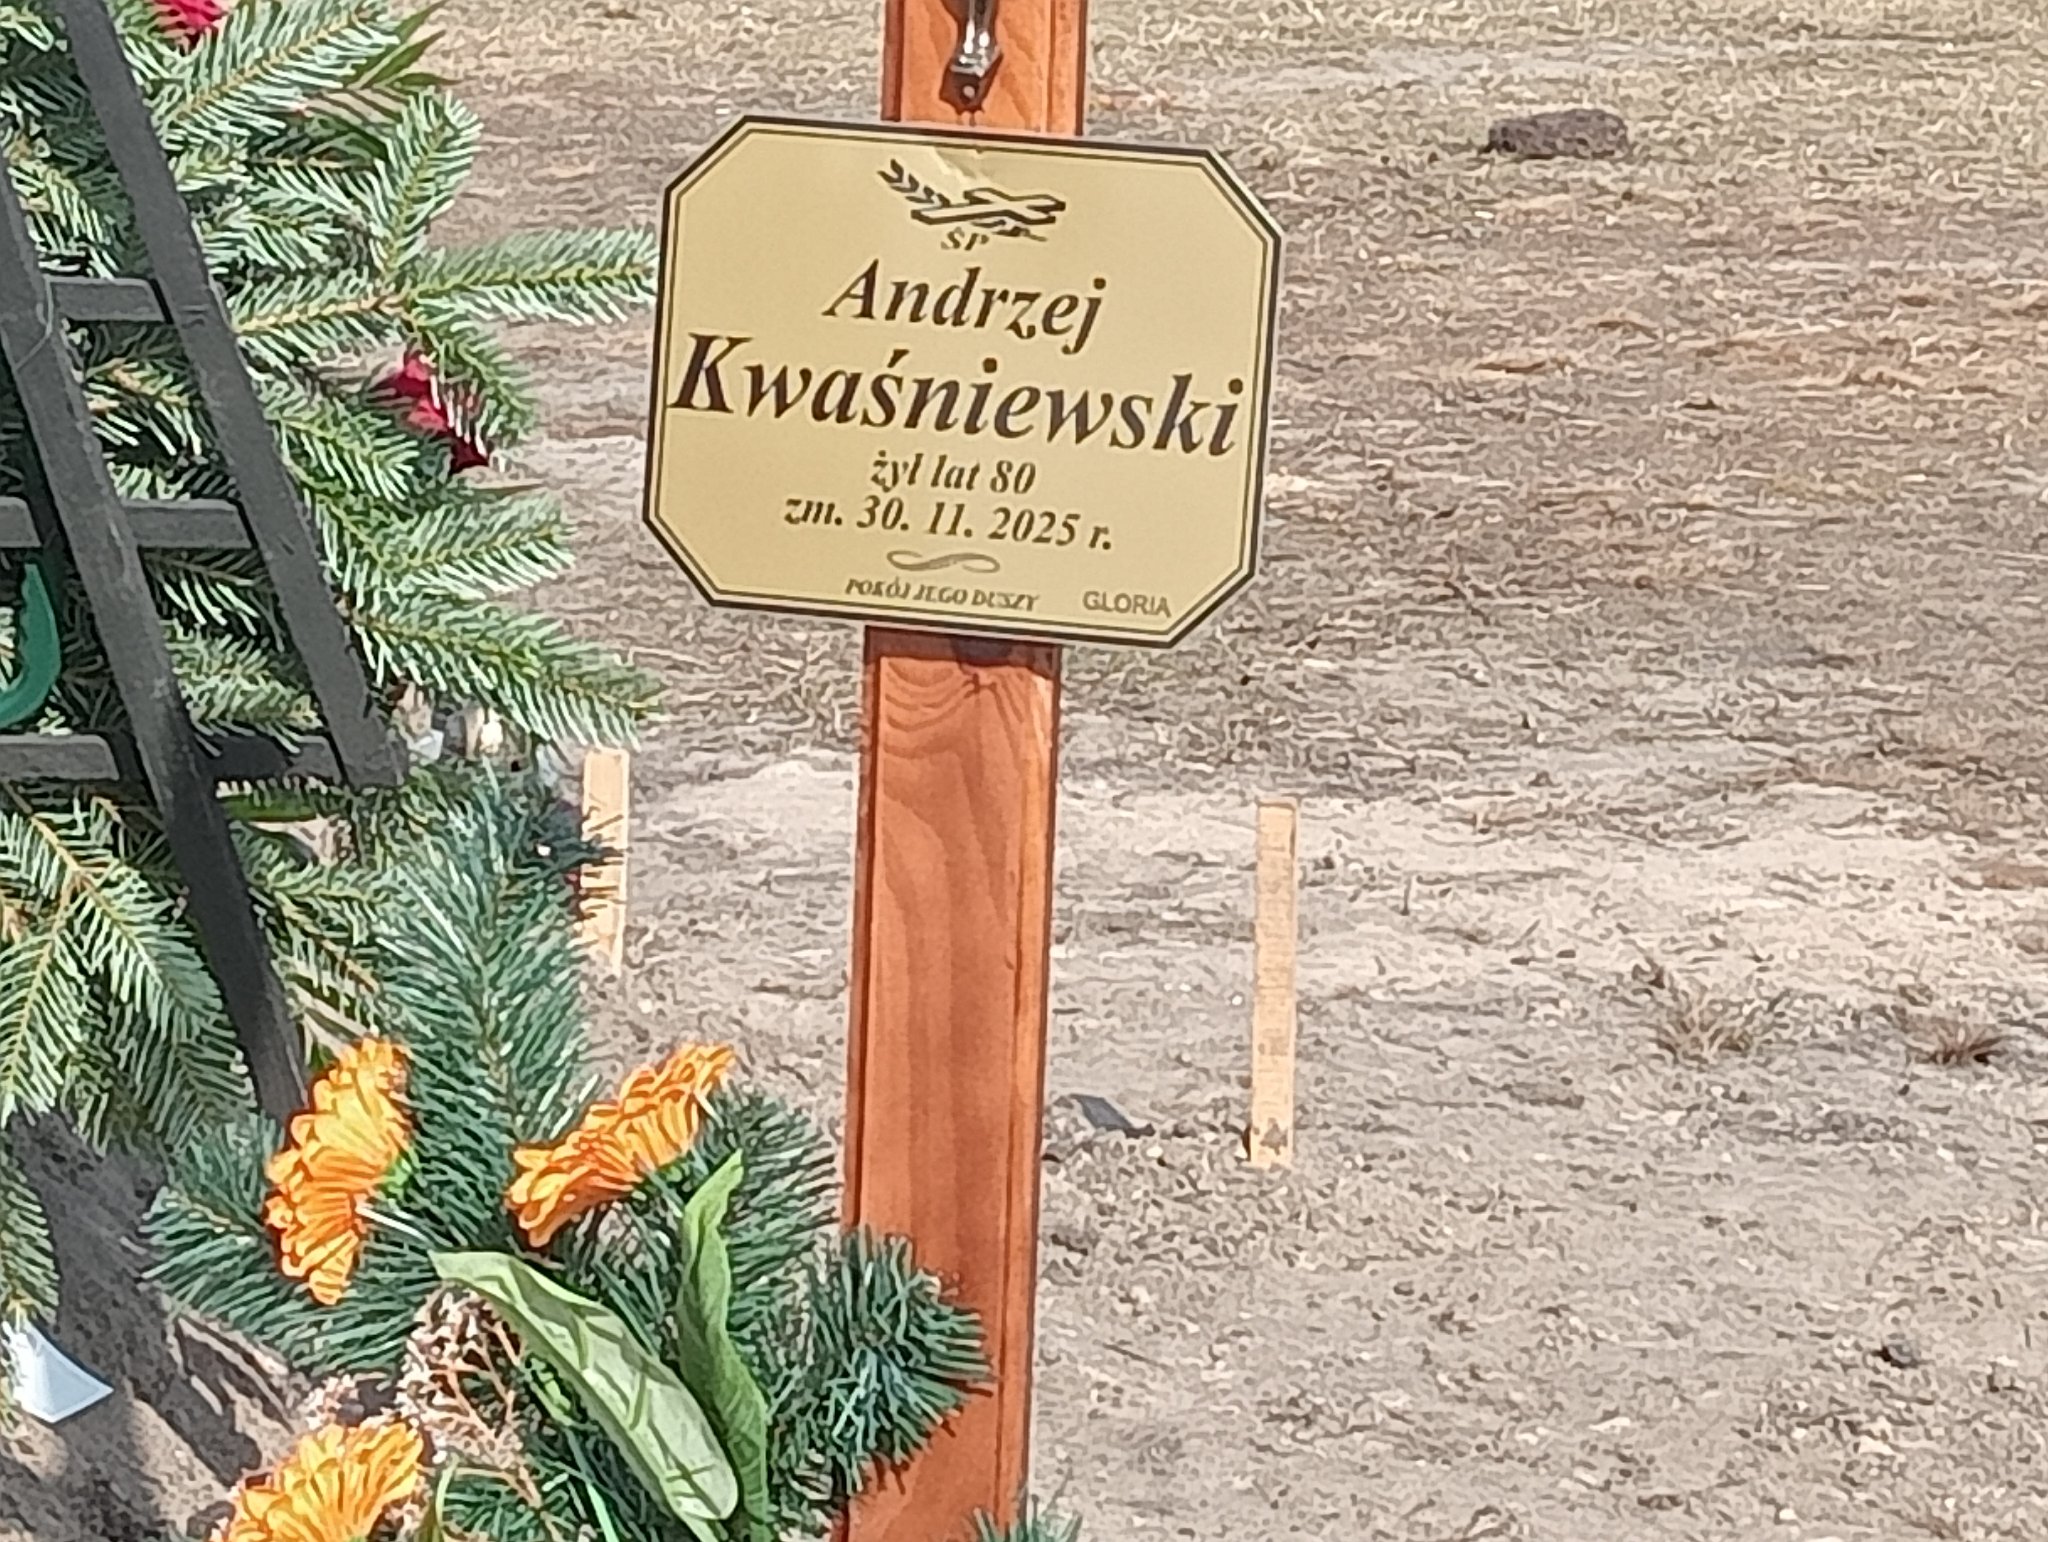 ŚP
Andrzej
Kwaśniewski
żył lat 80
zm. 30. 11. 2025 r.
POKÓJ JEGO DUSZY GLORIA